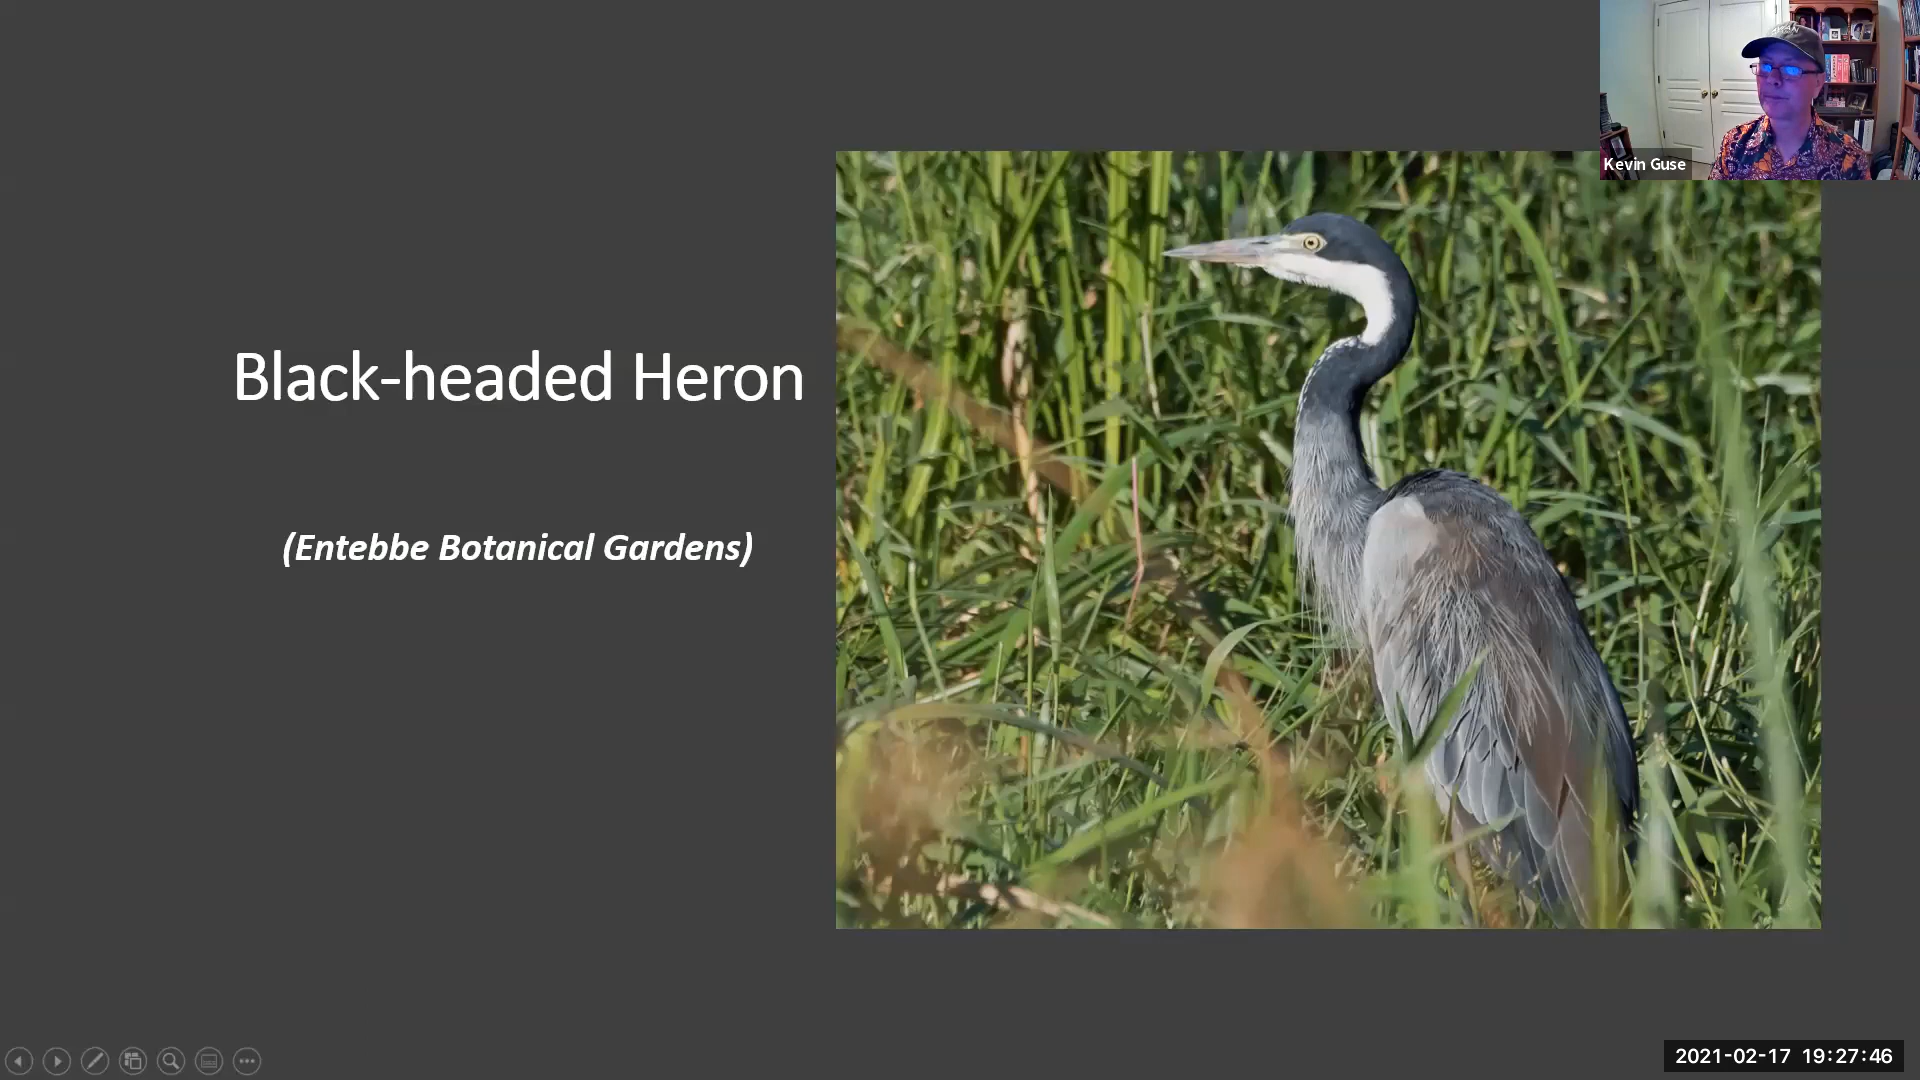 Kevin Guse
Black-headed Heron
(Entebbe Botanical Gardens)
2021-02-17 19:27:46